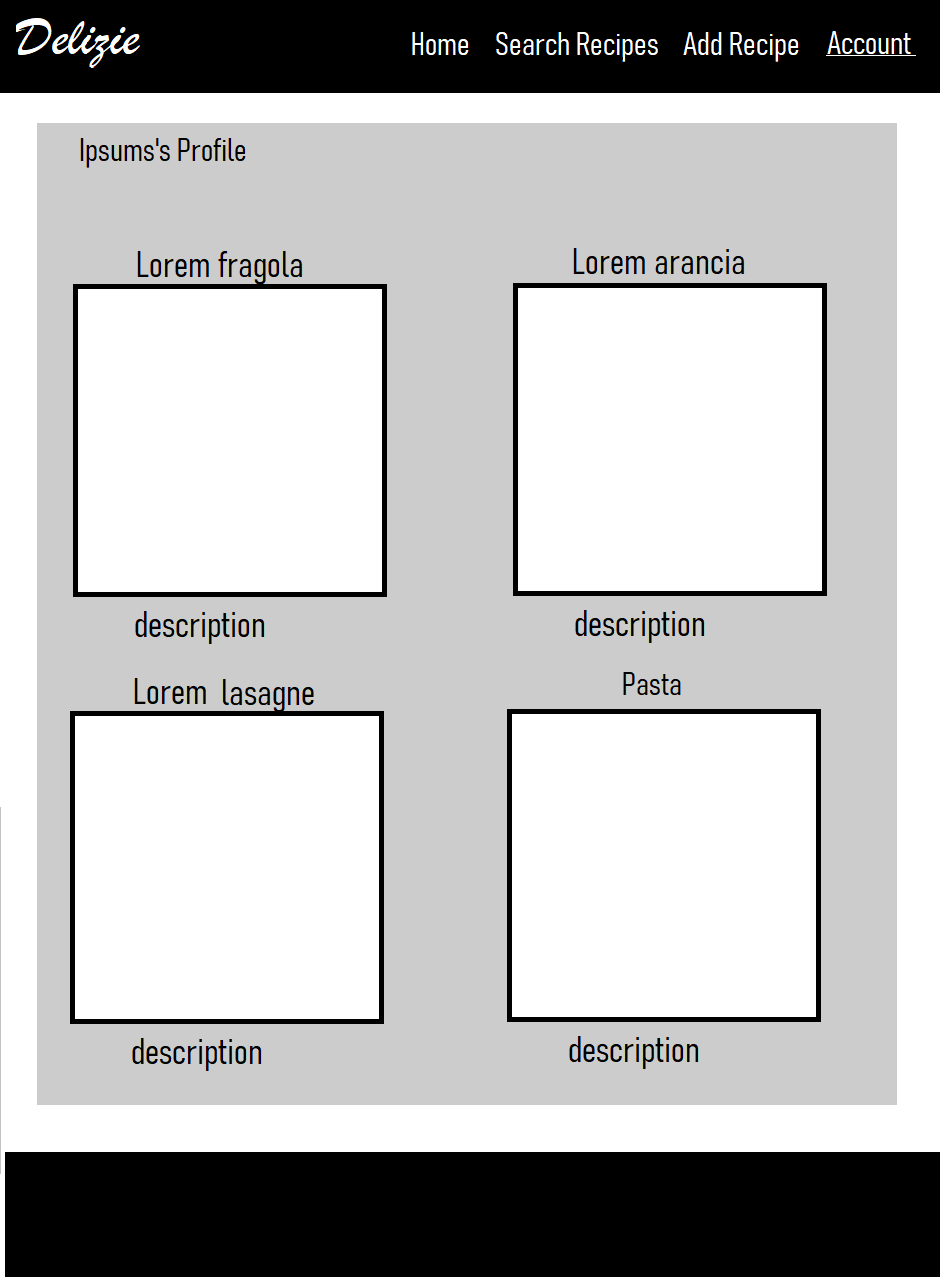 Delizie
Home Search Recipes Add Recipe Account
Ipsums's Profile
Lorem fragola
Lorem arancia
description
description
Lorem lasagne
Pasta
description
description